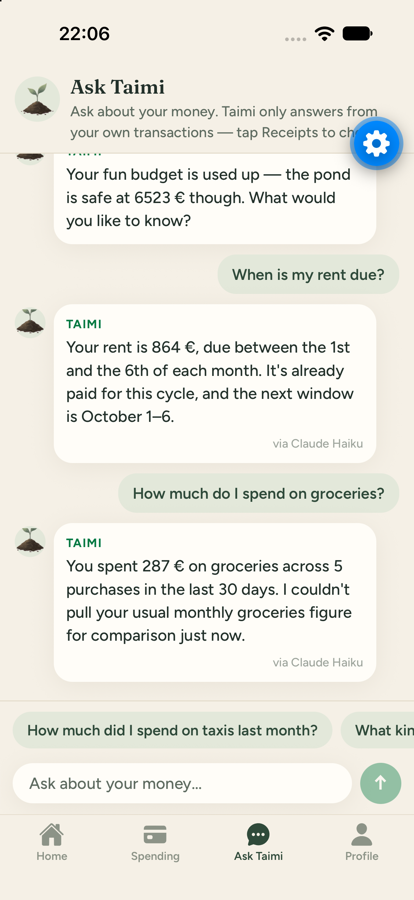 22:06
Ask Taimi
Ask about your money. Taimi only answers from
your own transactions — tap Receipts to
TAIMI
Your fun budget is used up — the pond
is safe at 6523 € though. What would
you like to know?
When is my rent due?
TAIMI
Your rent is 864 €, due between the 1st
and the 6th of each month. It's already
paid for this cycle, and the next window
is October 1–6.
via Claude Haiku
How much do I spend on groceries?
TAIMI
You spent 287 € on groceries across 5
purchases in the last 30 days. I couldn't
pull your usual monthly groceries figure
for comparison just now.
via Claude Haiku
How much did I spend on taxis last month?
What
Ask about your money...
Home
Spending
Ask Taimi
Profile